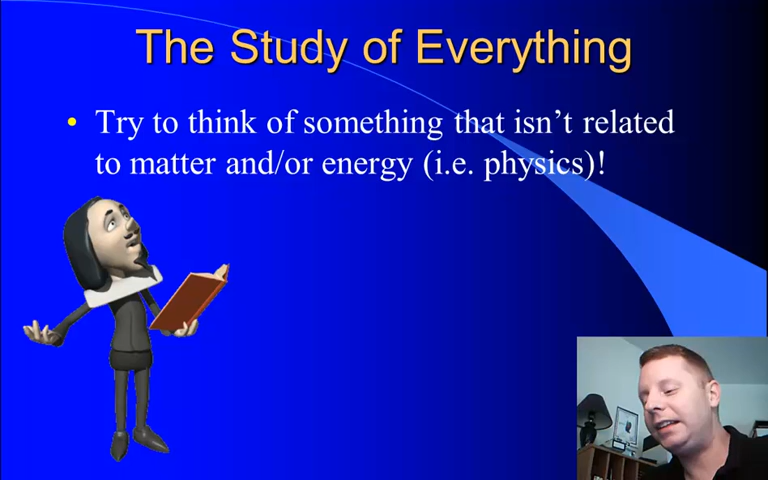 The Study of Everything
• Try to think of something that isn't related
to matter and/or energy (i.e. physics)!